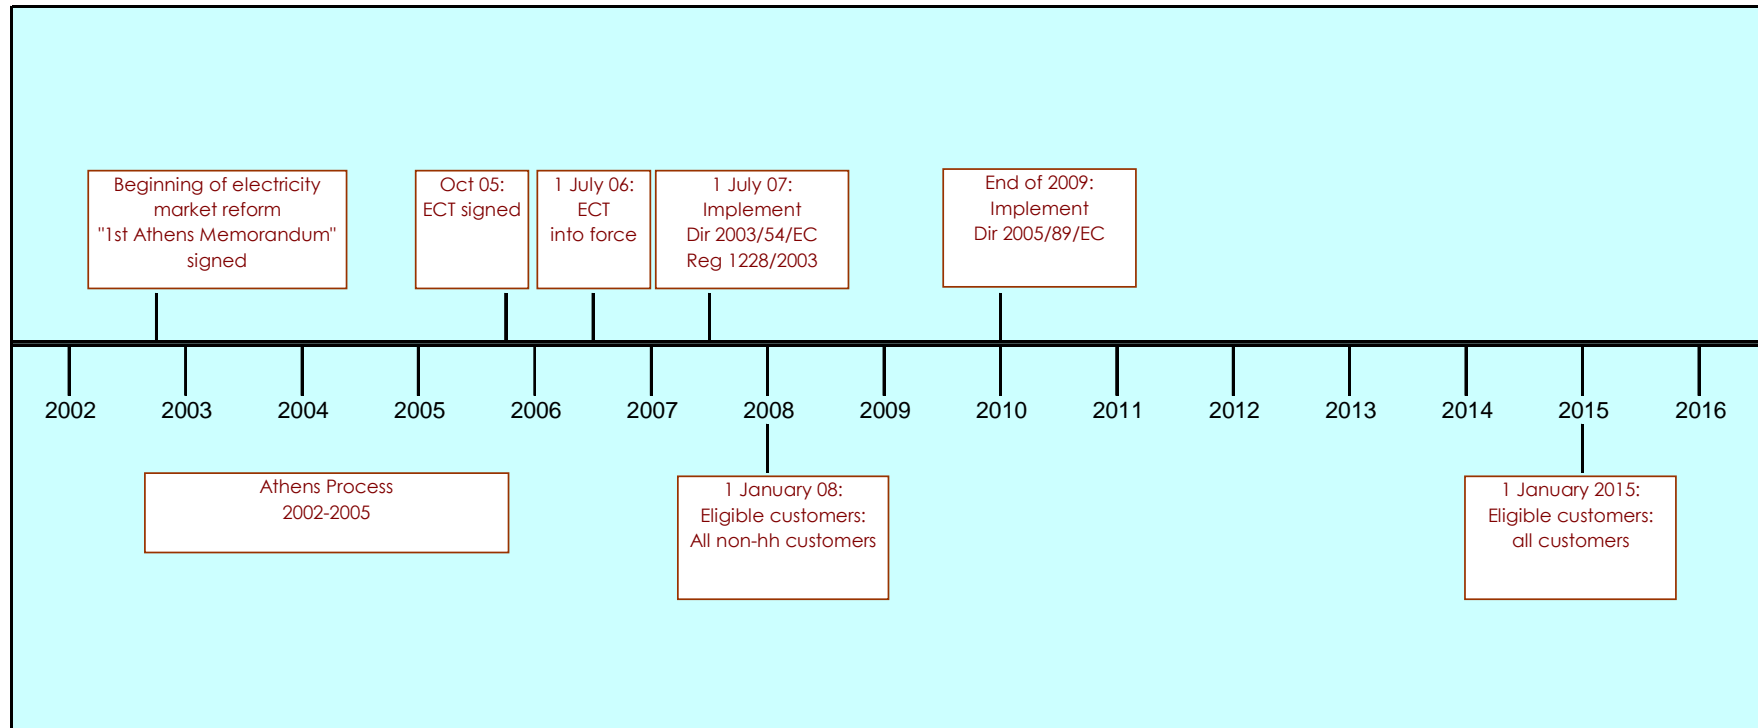 Beginning of electricity
market reform
"1st Athens Memorandum"
signed
Oct 05:
ECT signed
1 July 06:
ECT
into force
1 July 07:
Implement
Dir 2003/54/EC
Reg 1228/2003
End of 2009:
Implement
Dir 2005/89/EC
2002 2003 2004 2005 2006 2007 2008 2009 2010 2011 2012 2013 2014 2015 2016
Athens Process
2002-2005
1 January 08:
Eligible customers:
All non-hh customers
1 January 2015:
Eligible customers:
all customers